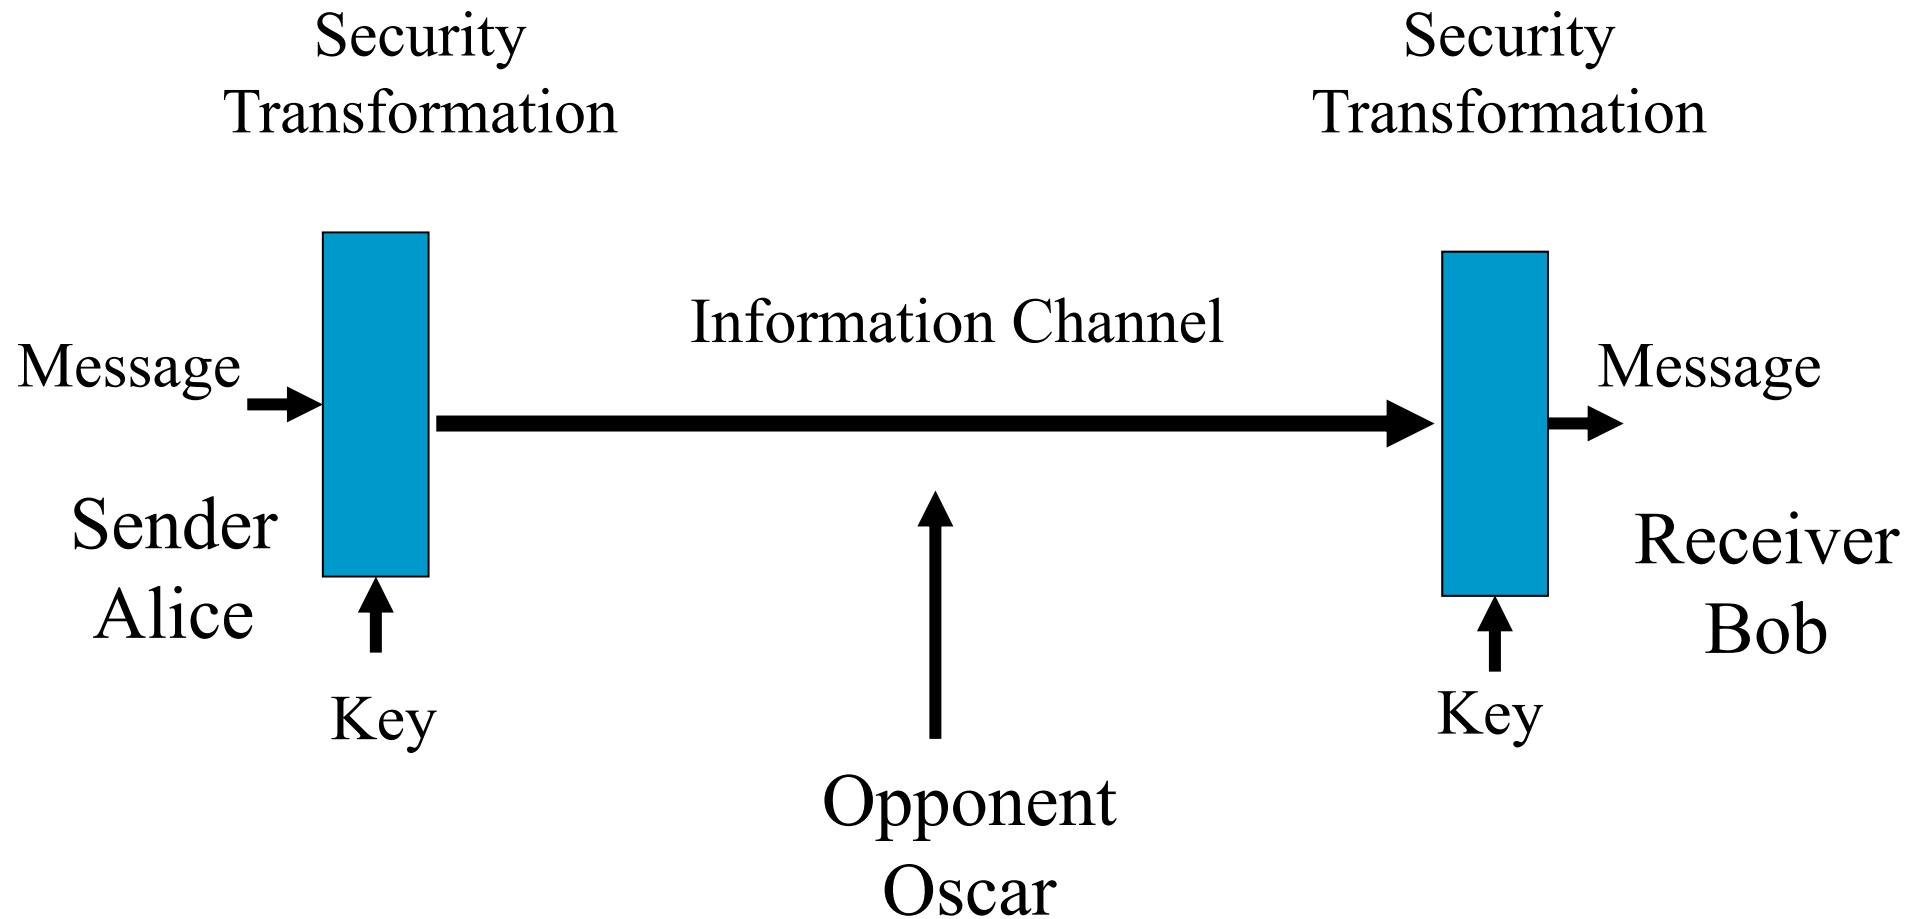 Security
Transformation
Security
Transformation
Information Channel
Message
Message
Sender
Alice
Receiver
Bob
Key
Key
Opponent
Oscar